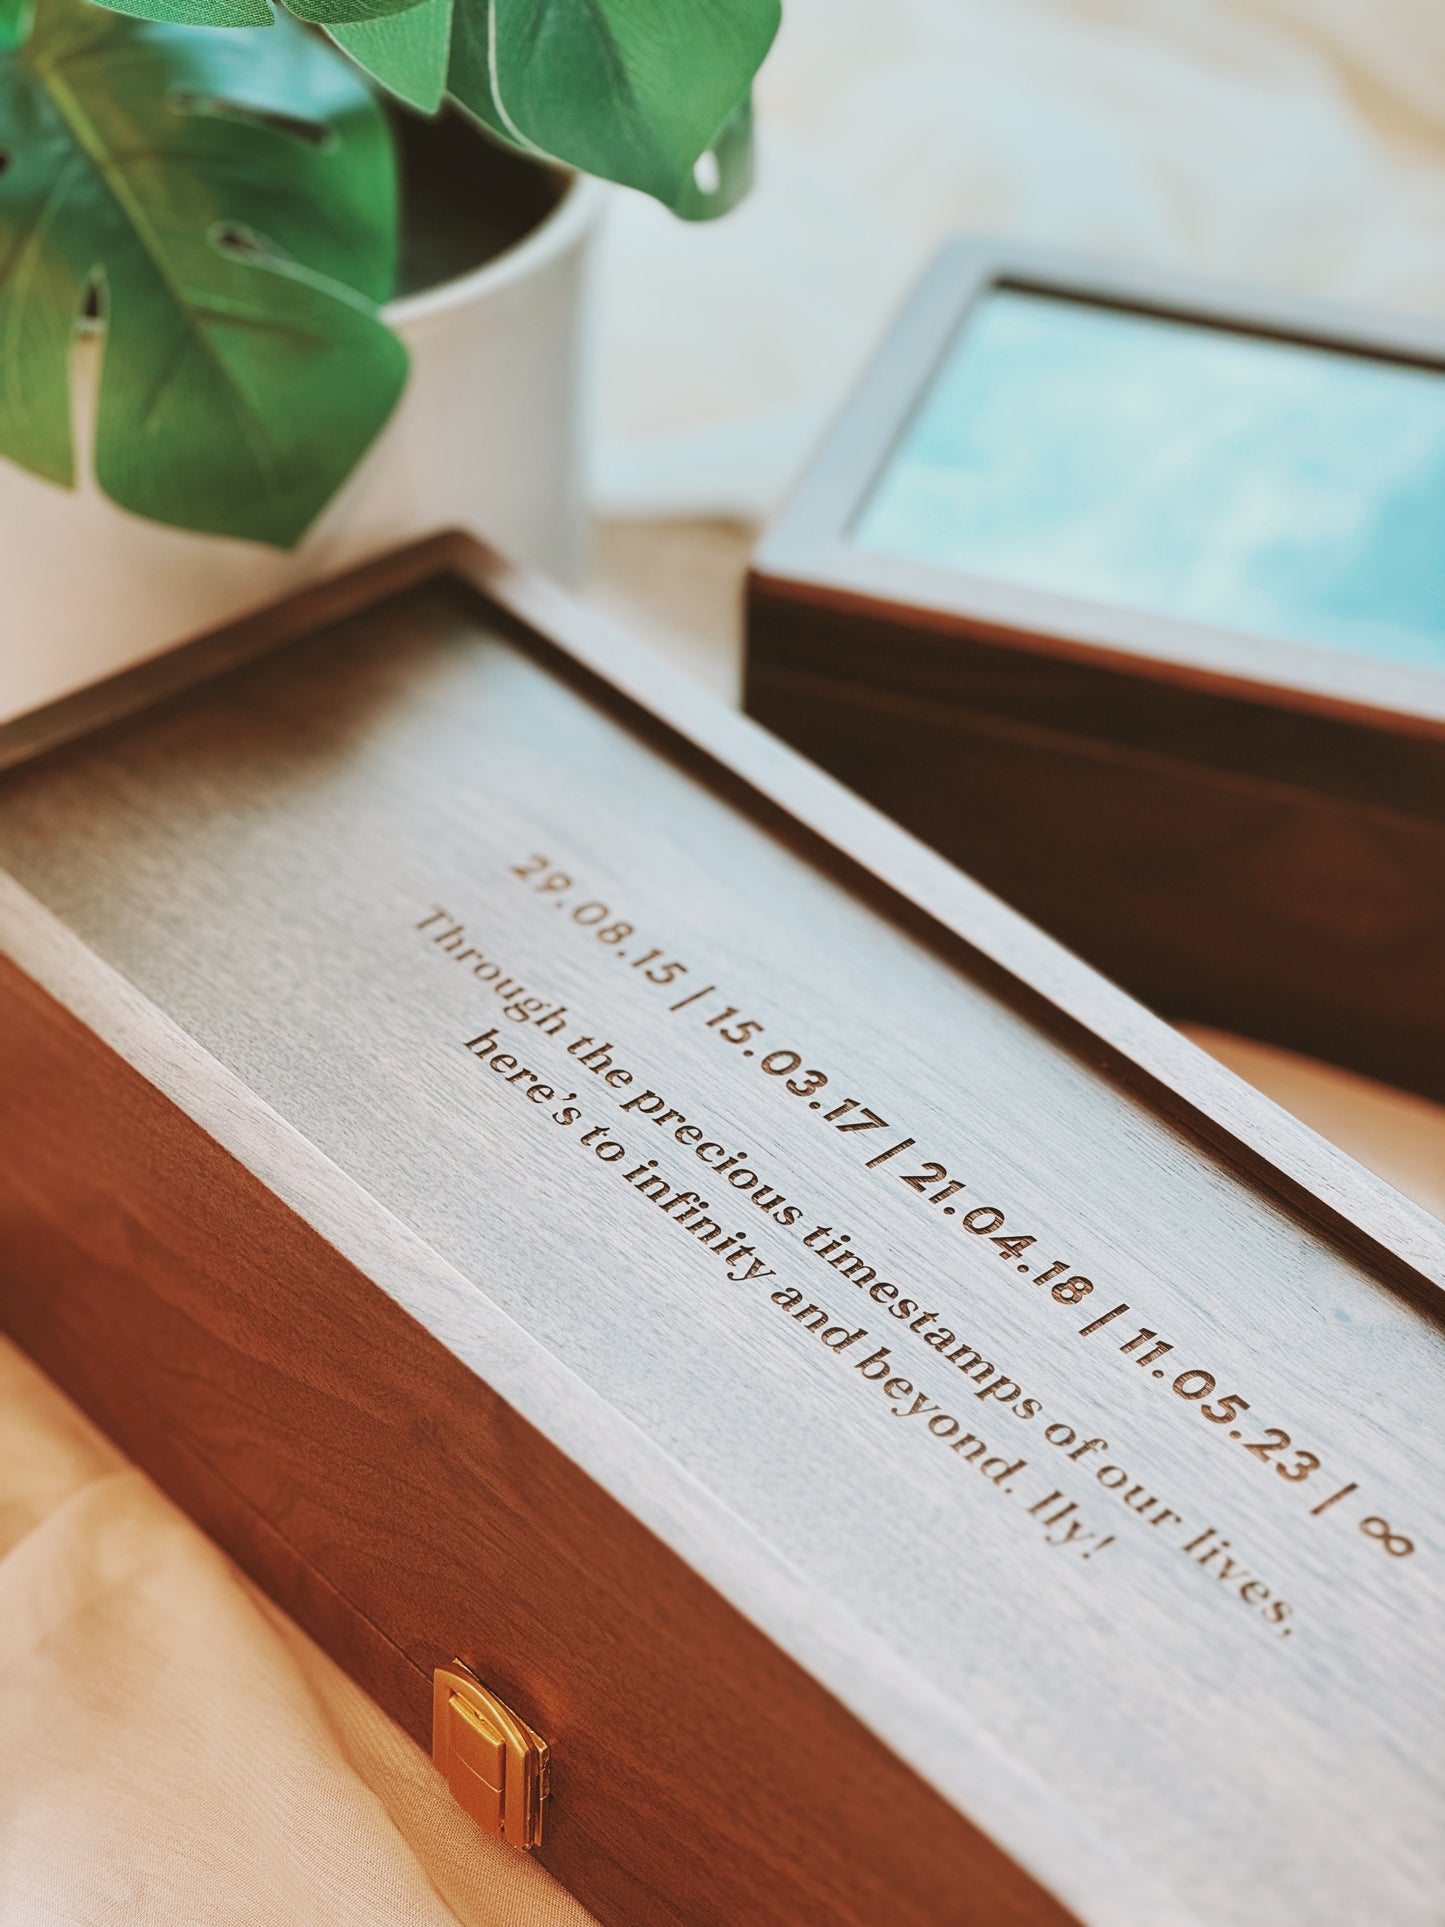 29.08.15 | 15.03.17 | 21.04.18 | 11.05.23 | ∞
Through the precious timestamps of our lives,
here's to infinity and beyond. Ily!